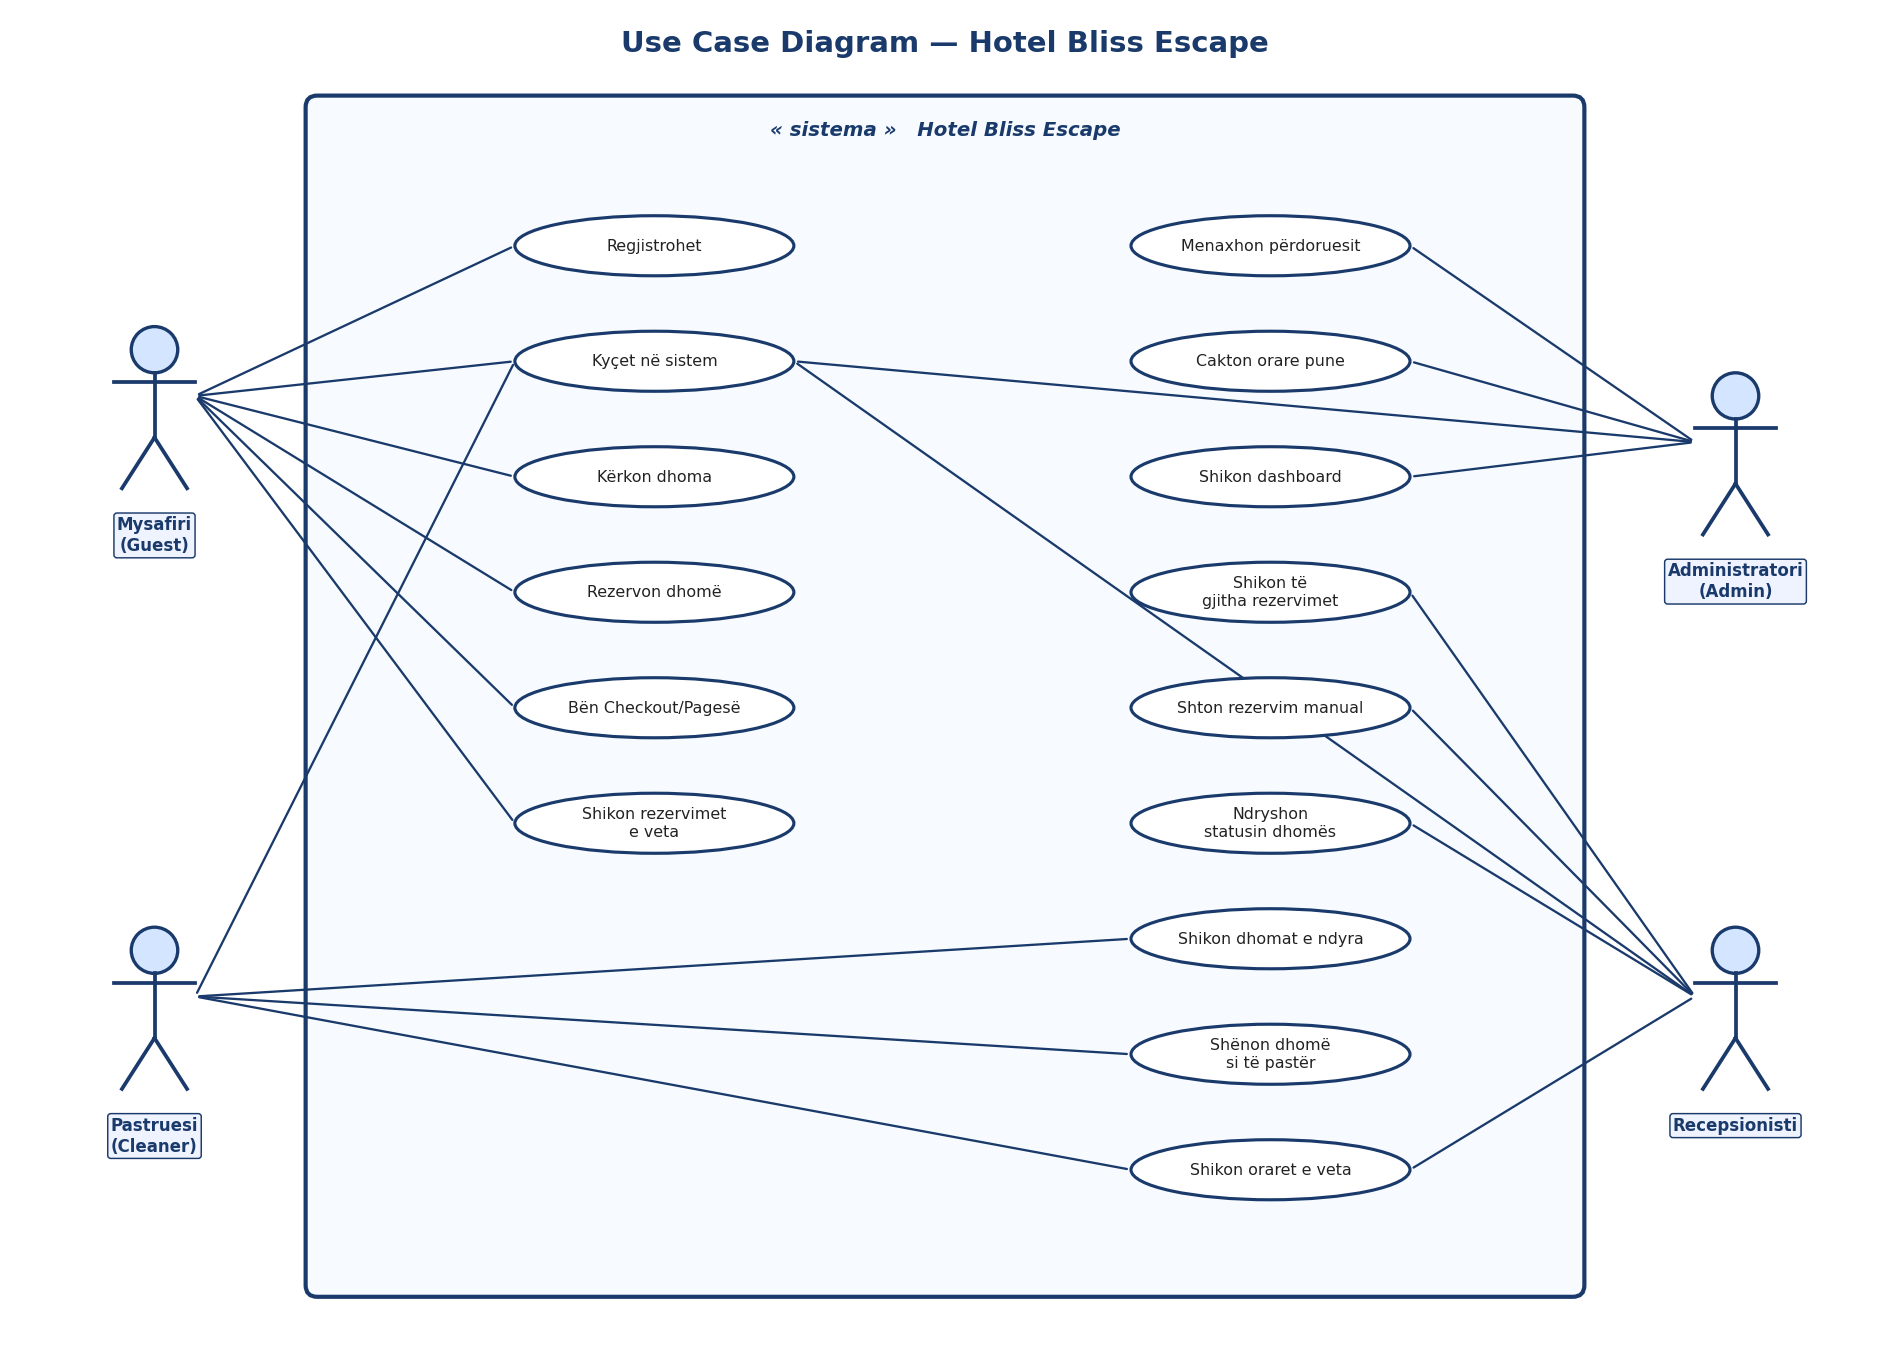 Use Case Diagram — Hotel Bliss Escape
« sistema »   Hotel Bliss Escape
Regjistrohet
Menaxhon përdoruesit
Kyçet në sistem
Cakton orare pune
Kërkon dhoma
Shikon dashboard
Mysafiri
(Guest)
Administratori
(Admin)
Rezervon dhomë
Shikon të
gjitha rezervimet
Bën Checkout/Pagesë
Shton rezervim manual
Shikon rezervimet
e veta
Ndryshon
statusin dhomës
Shikon dhomat e ndyra
Shënon dhomë
si të pastër
Pastruesi
(Cleaner)
Recepsionisti
Shikon oraret e veta